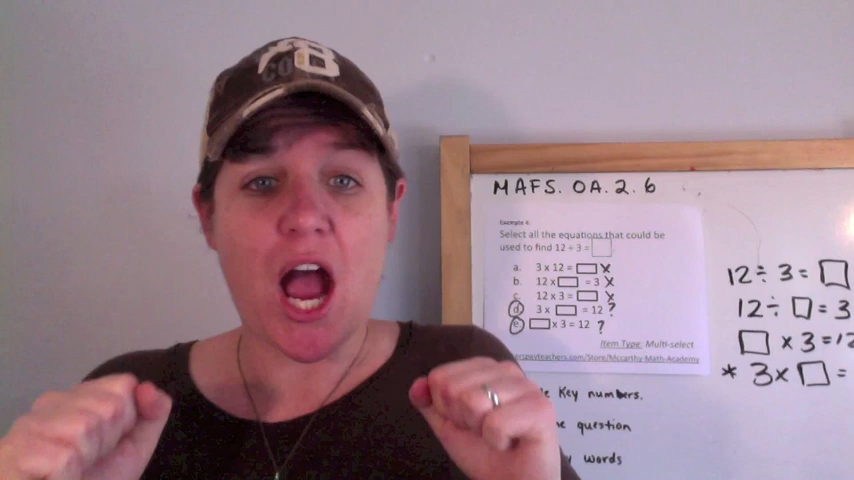 B
CO
MAFS. OA. 2. 6
Example 4:
Select all the equations that could be
used to find 12 ÷ 3 = □
a. 3 x 12 = □ X
b. 12 x □ = 3 X
c. 12 x 3 = □ X
d. 3 x □ = 12 ?
e. □ x 3 = 12 ?
Item Type: Multi-select
/Store/Mccarthy-Math-Academy
12 ÷ 3 = □
12 ÷ □ = 3
□ x 3 = 12
* 3 x □ =
Key numbers.
question
words